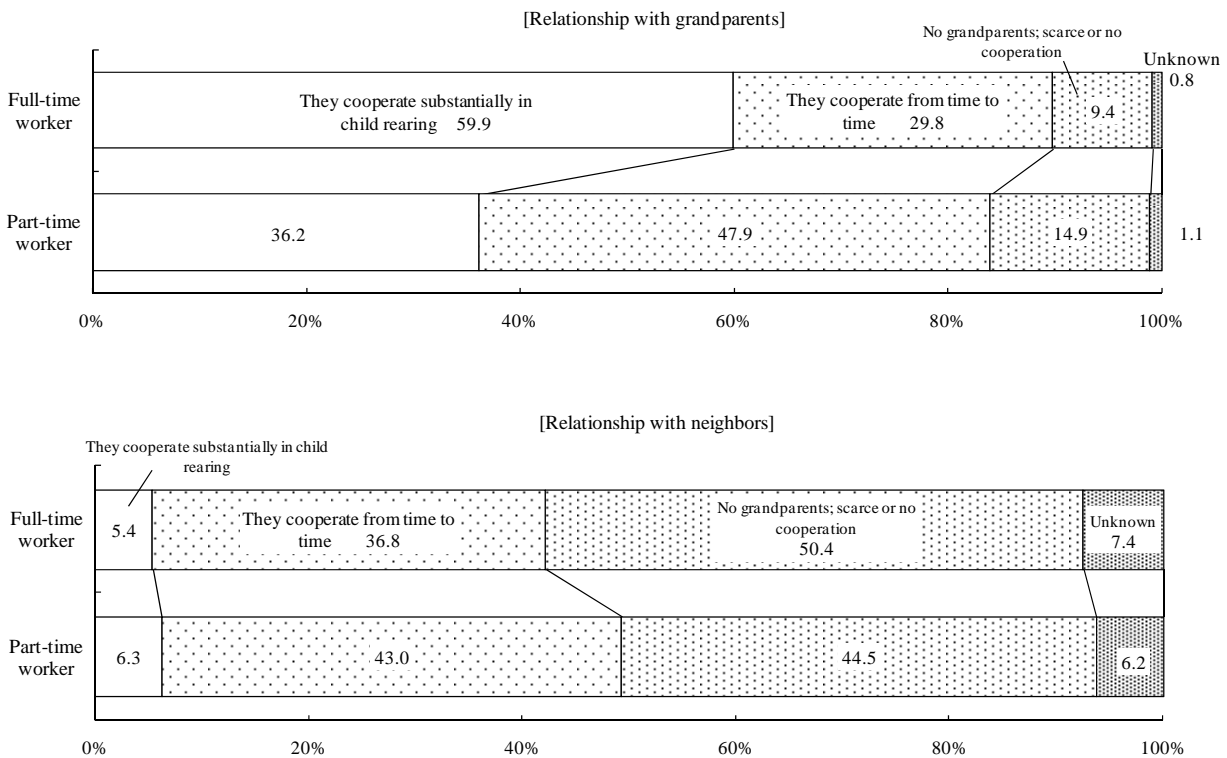 [Relationship with grandparents]
No grandparents; scarce or no
cooperation
Unknown
0.8
Full-time
worker
They cooperate substantially in
child rearing 59.9
They cooperate from time to
time 29.8
9.4
Part-time
worker
36.2
47.9
14.9
1.1
0%
20%
40%
60%
80%
100%
[Relationship with neighbors]
They cooperate substantially in child
rearing
Full-time
worker
5.4
They cooperate from time to
time 36.8
No grandparents; scarce or no
cooperation
50.4
Unknown
7.4
Part-time
worker
6.3
43.0
44.5
6.2
0%
20%
40%
60%
80%
100%